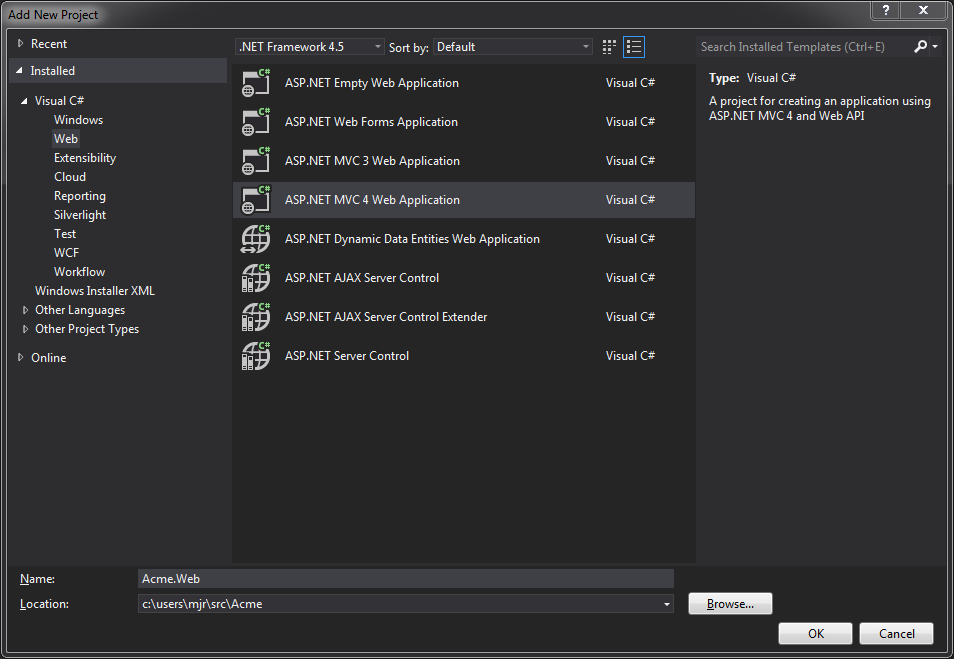 Add New Project
Recent
Installed
Visual C#
Windows
Web
Extensibility
Cloud
Reporting
Silverlight
Test
WCF
Workflow
Windows Installer XML
Other Languages
Other Project Types
Online
.NET Framework 4.5
Sort by: Default
ASP.NET Empty Web Application Visual C#
ASP.NET Web Forms Application Visual C#
ASP.NET MVC 3 Web Application Visual C#
ASP.NET MVC 4 Web Application Visual C#
ASP.NET Dynamic Data Entities Web Application Visual C#
ASP.NET AJAX Server Control Visual C#
ASP.NET AJAX Server Control Extender Visual C#
ASP.NET Server Control Visual C#
Search Installed Templates (Ctrl+E)
Type: Visual C#
A project for creating an application using
ASP.NET MVC 4 and Web API
Name: Acme.Web
Location: c:\users\mjr\src\Acme
Browse...
OK
Cancel